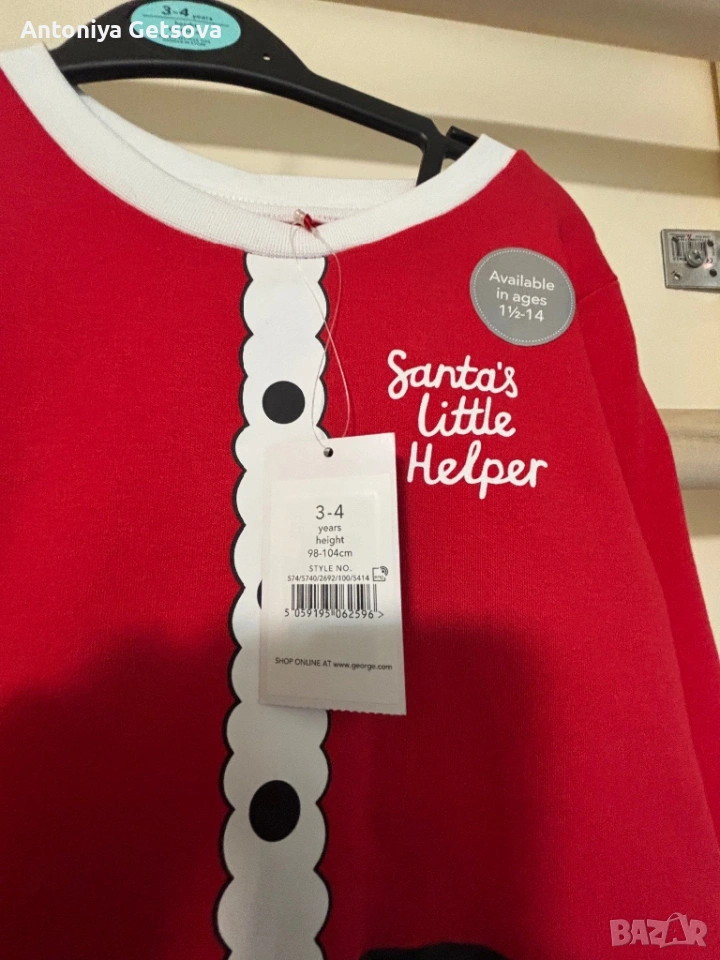 Antoniya Getsova
3-4
years
Available
in ages
1½-14
Santa's
little
Helper
3-4
years
height
98-104cm
STYLE NO.
574/5740/2692/100/5414
5 059195 062596 >
SHOP ONLINE AT www.george.com
BAZAR